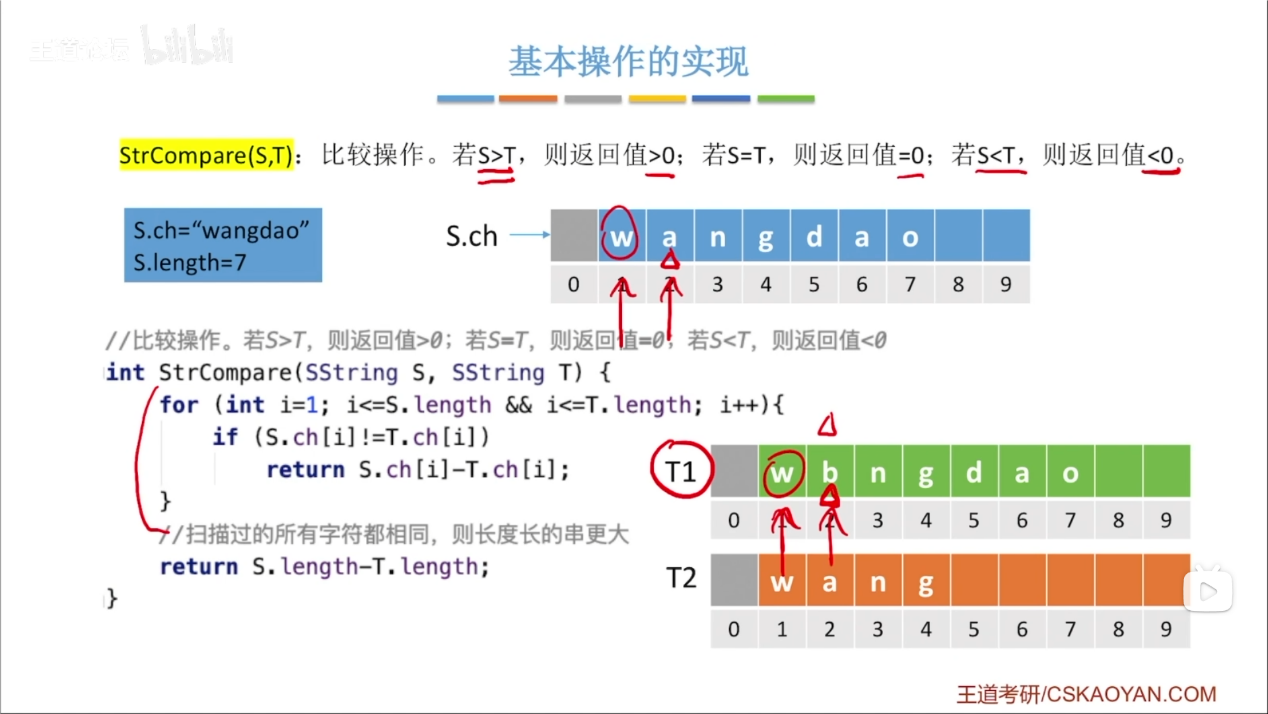 王道论坛 bilibili
基本操作的实现
StrCompare(S,T)：比较操作。若S>T，则返回值>0；若S=T，则返回值=0；若S<T，则返回值<0。
S.ch=“wangdao”
S.length=7
S.ch w a n g d a o
0 1 2 3 4 5 6 7 8 9
//比较操作。若S>T，则返回值>0；若S=T，则返回值=0；若S<T，则返回值<0
int StrCompare(SString S, SString T) {
for (int i=1; i<=S.length && i<=T.length; i++){
if (S.ch[i]!=T.ch[i])
return S.ch[i]-T.ch[i];
}
//扫描过的所有字符都相同，则长度长的串更大
return S.length-T.length;
}
T1 w b n g d a o
0 1 2 3 4 5 6 7 8 9
T2 w a n g
0 1 2 3 4 5 6 7 8 9
王道考研/CSKAOYAN.COM